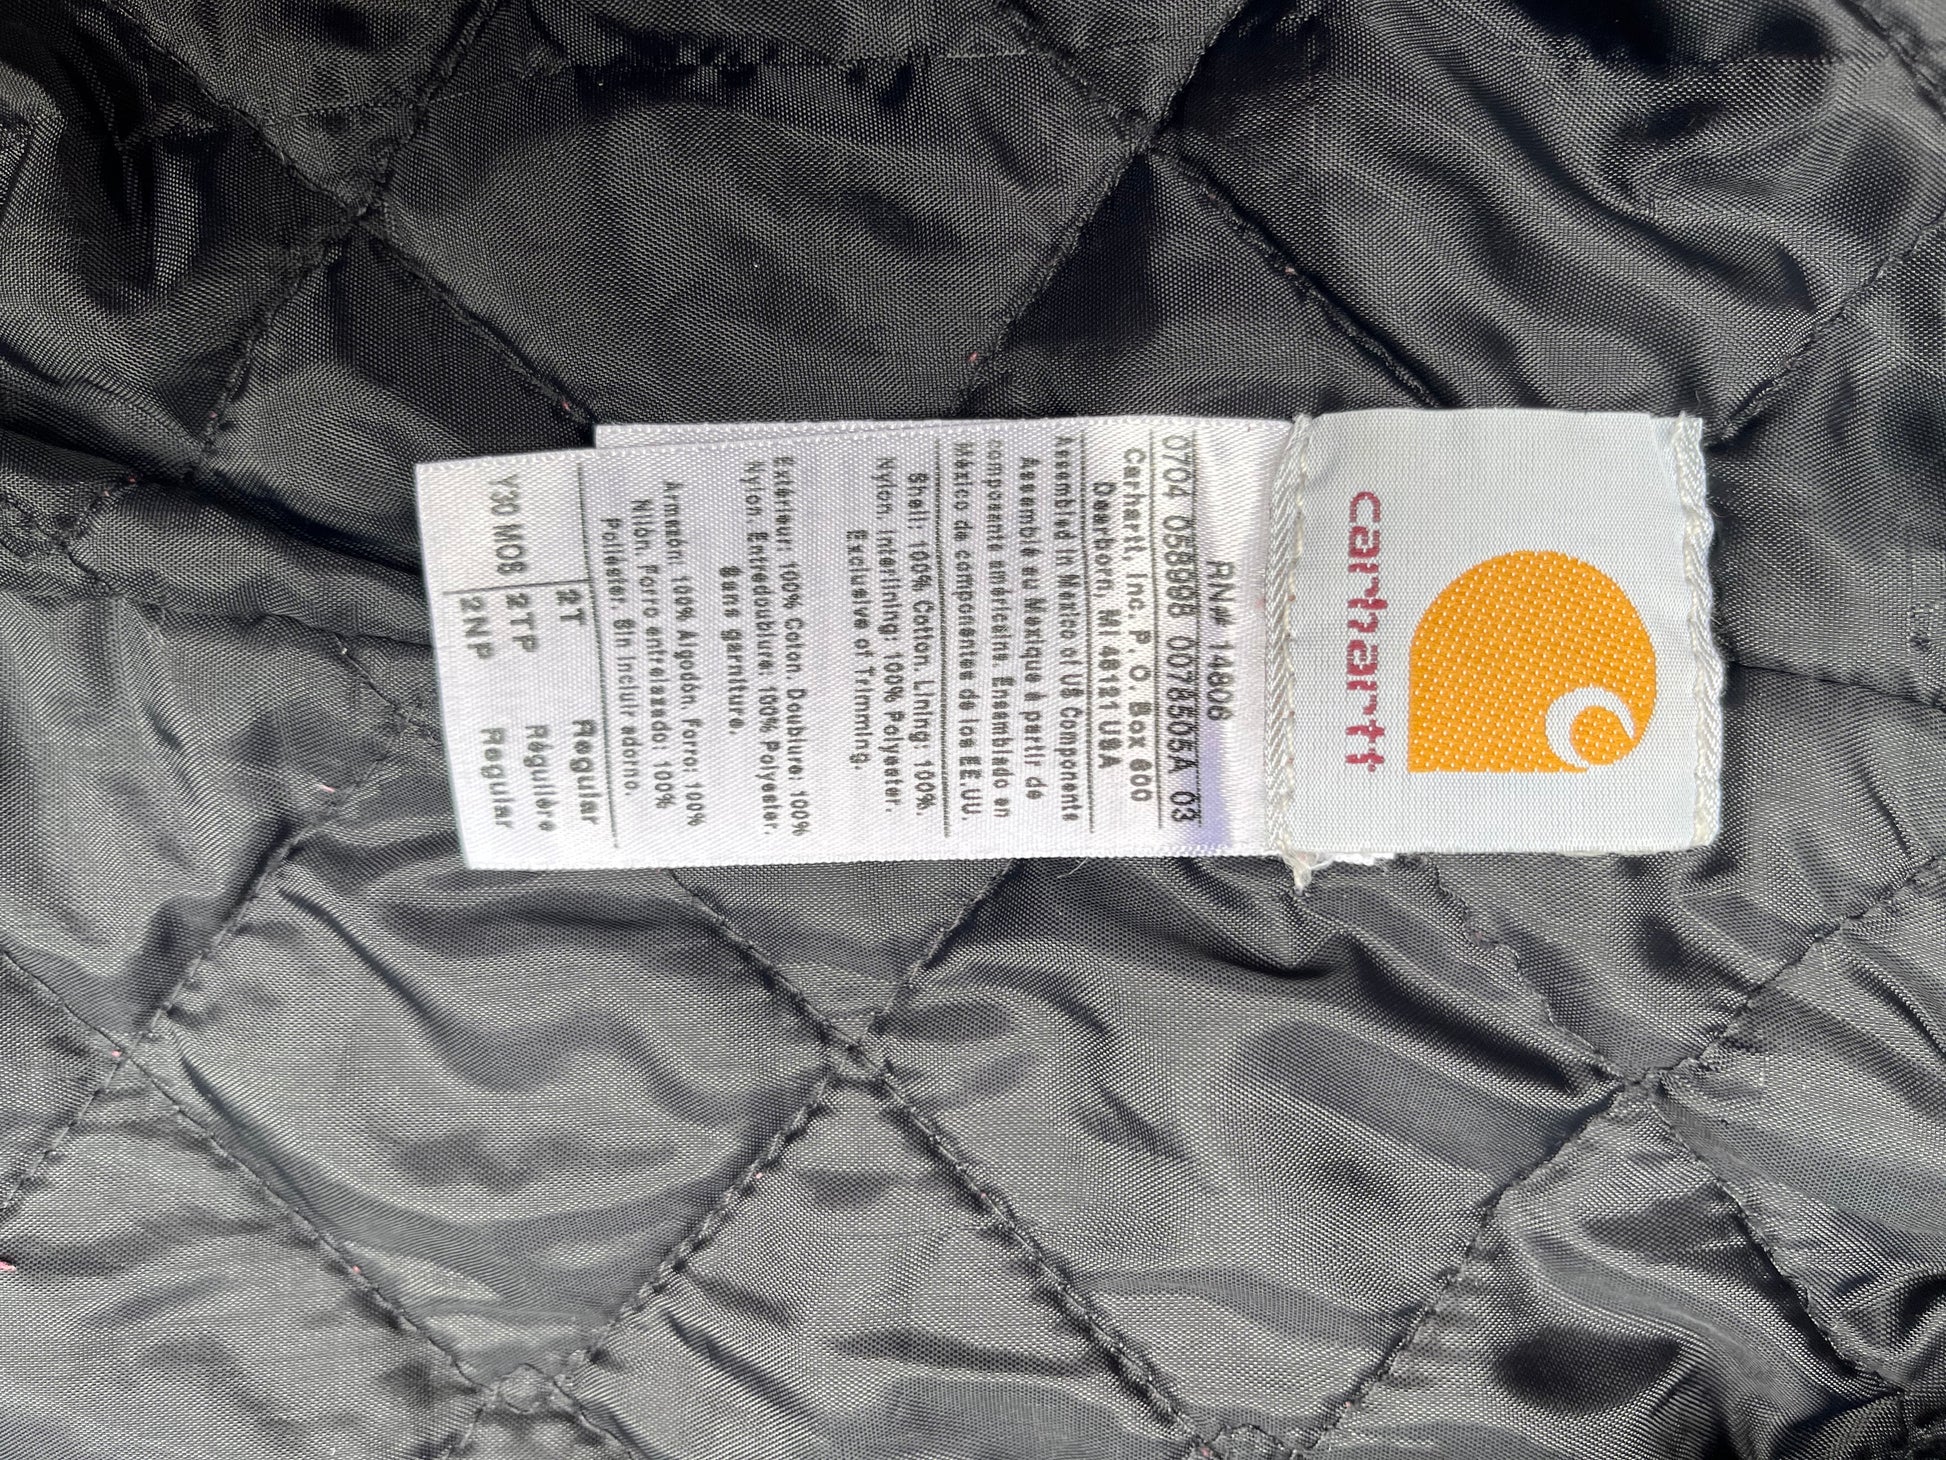 carhartt
RN# 14806
0704 058998 0078505A 03
Carhartt, Inc. P. O. Box 600
Dearborn, MI 48121 USA
Assembled in Mexico of US Components
Assemblé au Mexique à partir de
composants américains. Ensamblado en
México de componentes de los EE.UU.
Shell: 100% Cotton. Lining: 100%
Nylon. Interlining: 100% Polyester.
Exclusive of Trimming.
Extérieur: 100% Coton. Doublure: 100%
Nylon. Entredoublure: 100% Polyester.
Sans garniture.
Armazón: 100% Algodón. Forro: 100%
Nilón. Forro entrelazado: 100%
Poliéster. Sin incluir adorno.
2T Regular
Y30 MOS 2TP Régulière
2NP Regular